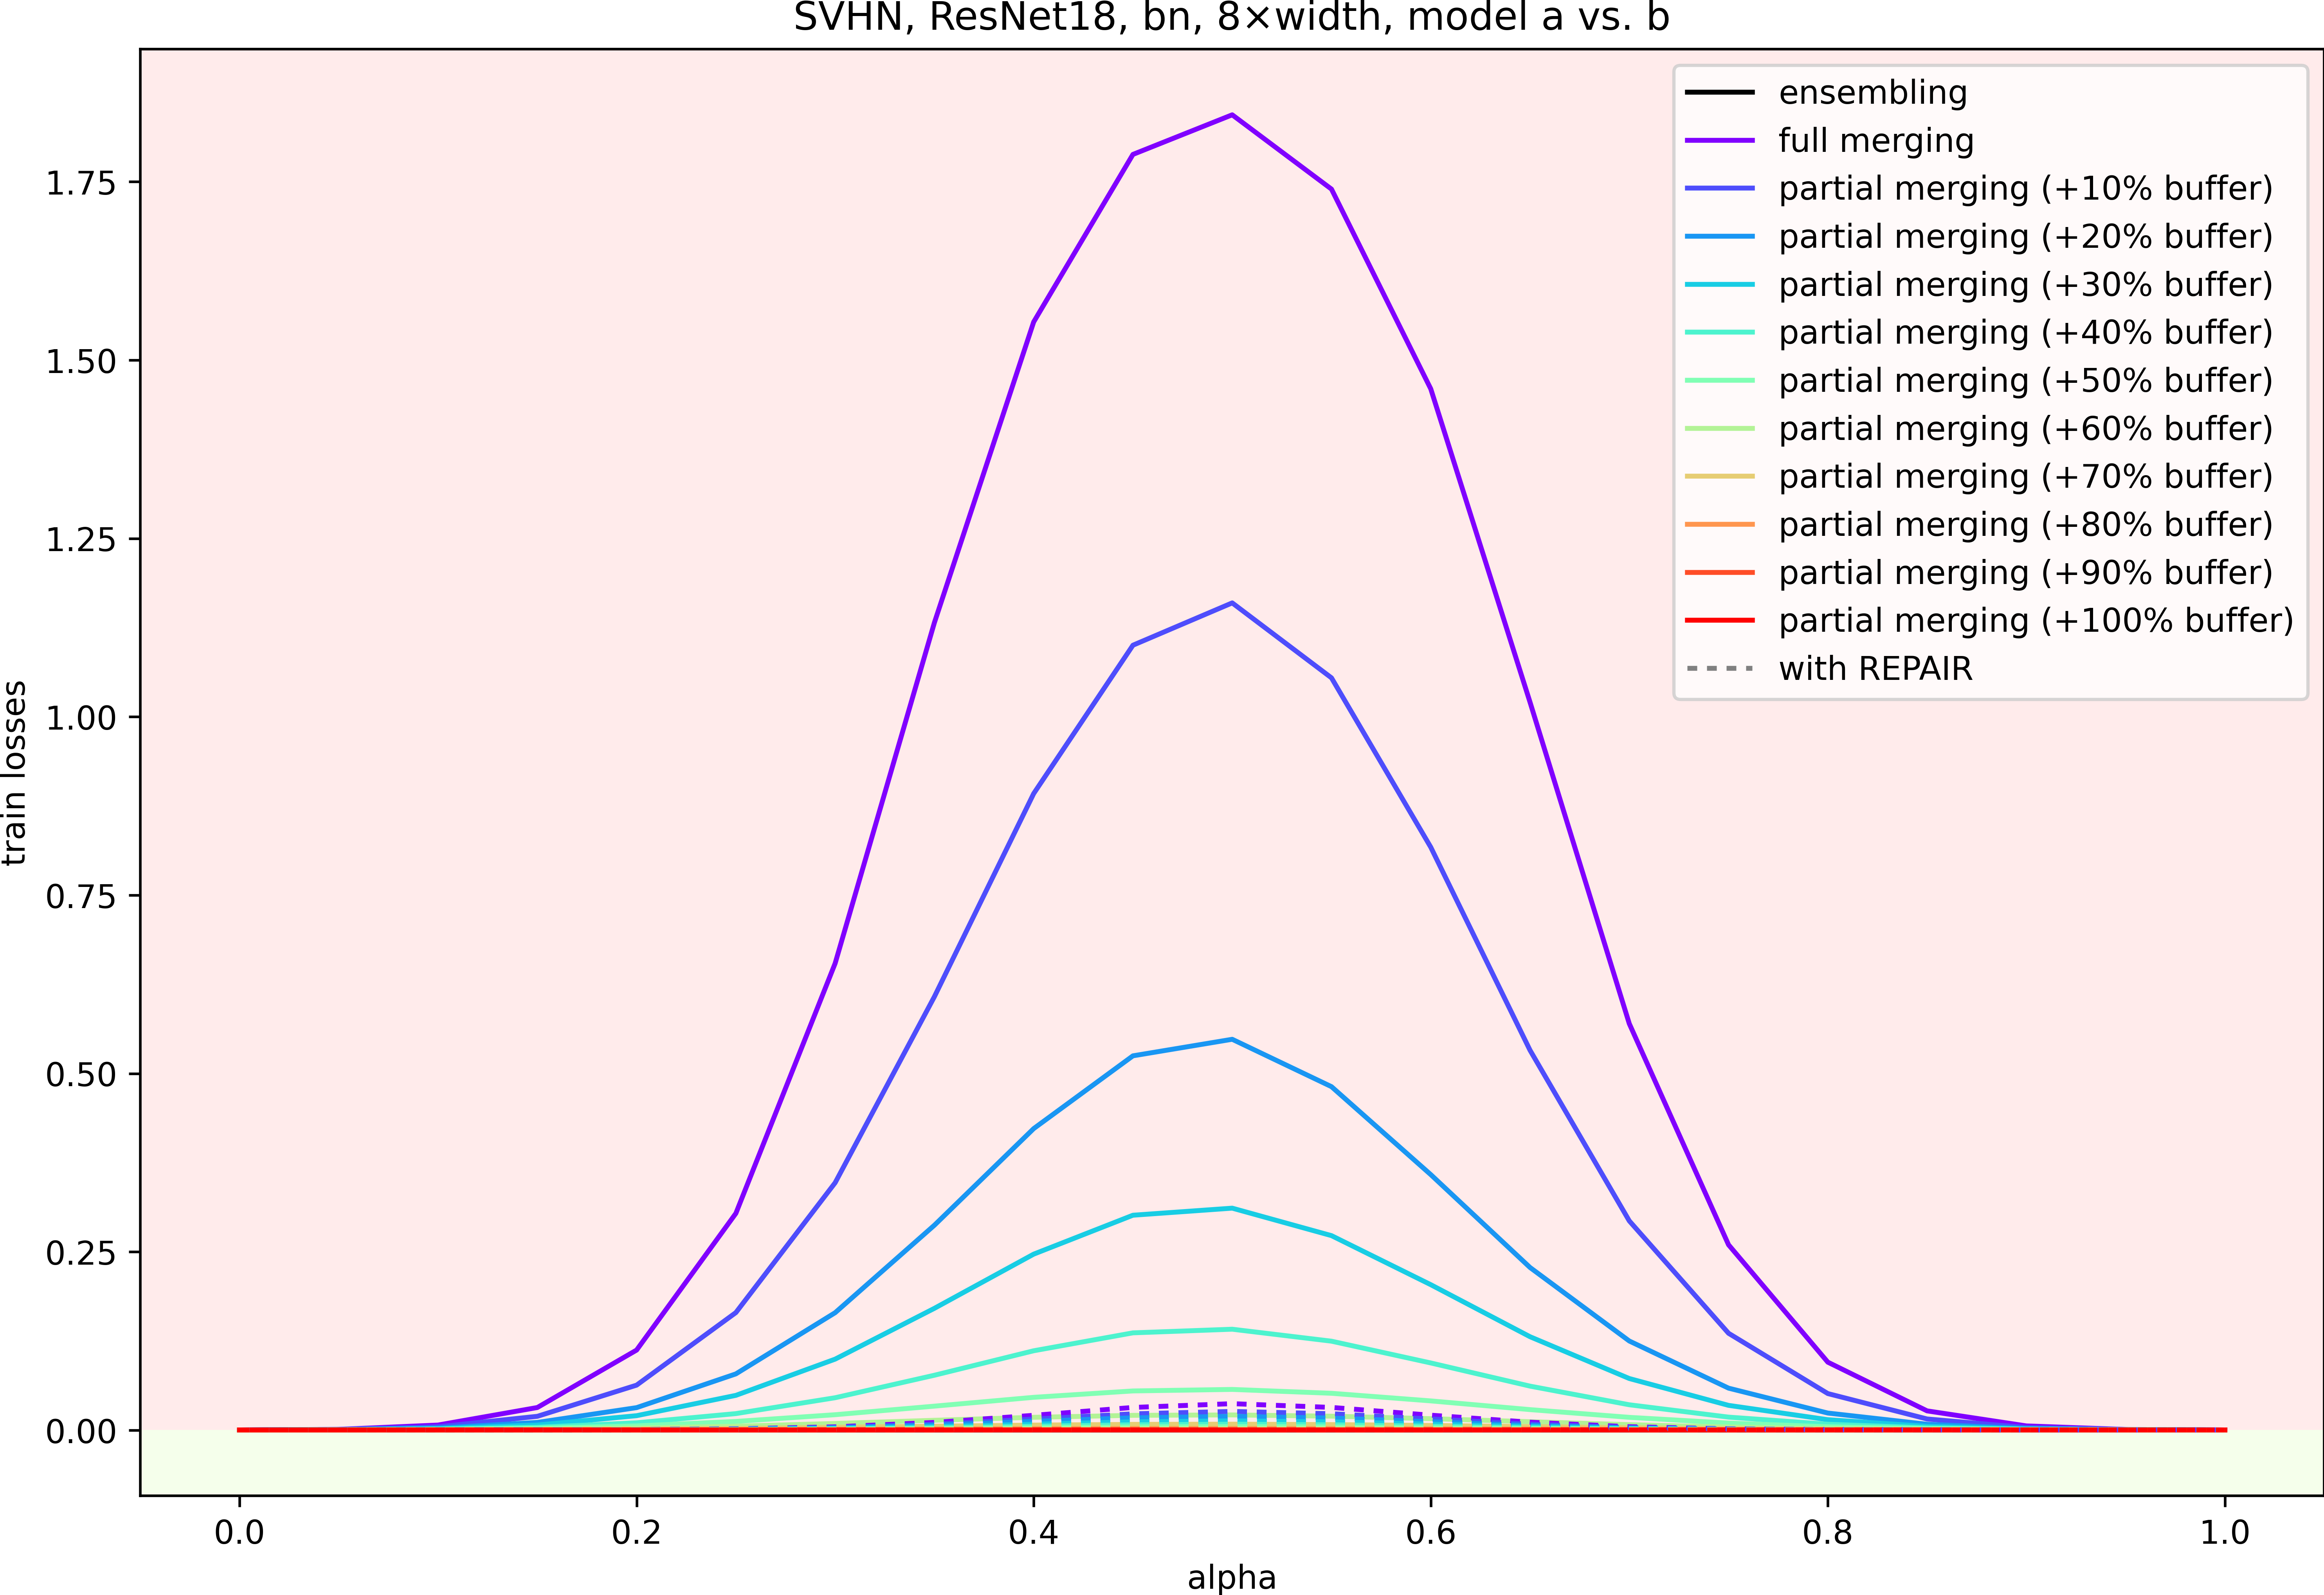 SVHN, ResNet18, bn, 8×width, model a vs. b
ensembling
full merging
partial merging (+10% buffer)
partial merging (+20% buffer)
partial merging (+30% buffer)
partial merging (+40% buffer)
partial merging (+50% buffer)
partial merging (+60% buffer)
partial merging (+70% buffer)
partial merging (+80% buffer)
partial merging (+90% buffer)
partial merging (+100% buffer)
with REPAIR
train losses
1.75
1.50
1.25
1.00
0.75
0.50
0.25
0.00
0.0 0.2 0.4 0.6 0.8 1.0
alpha